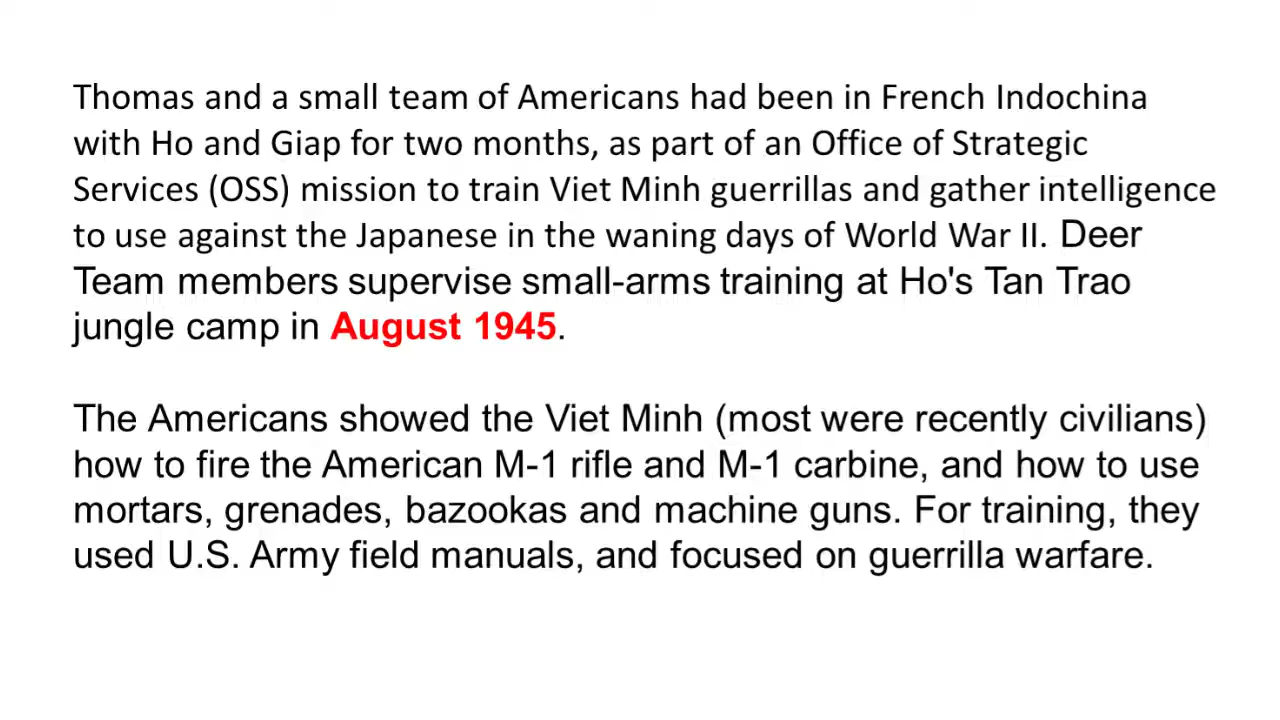 Thomas and a small team of Americans had been in French Indochina
with Ho and Giap for two months, as part of an Office of Strategic
Services (OSS) mission to train Viet Minh guerrillas and gather intelligence
to use against the Japanese in the waning days of World War II. Deer
Team members supervise small-arms training at Ho's Tan Trao
jungle camp in August 1945.
The Americans showed the Viet Minh (most were recently civilians)
how to fire the American M-1 rifle and M-1 carbine, and how to use
mortars, grenades, bazookas and machine guns. For training, they
used U.S. Army field manuals, and focused on guerrilla warfare.